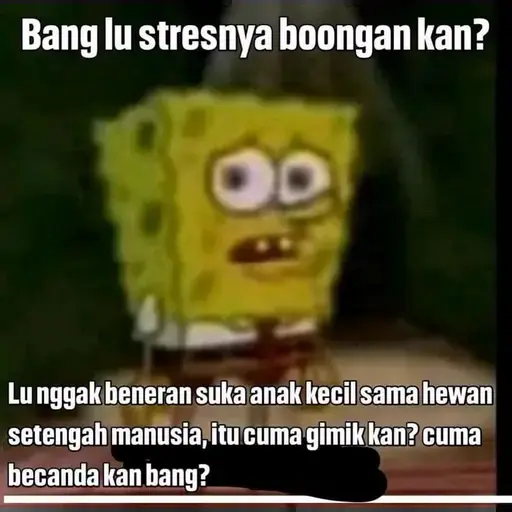 Bang lu stresnya boongan kan?
Lu nggak beneran suka anak kecil sama hewan
setengah manusia, itu cuma gimik kan? cuma
becanda kan bang?